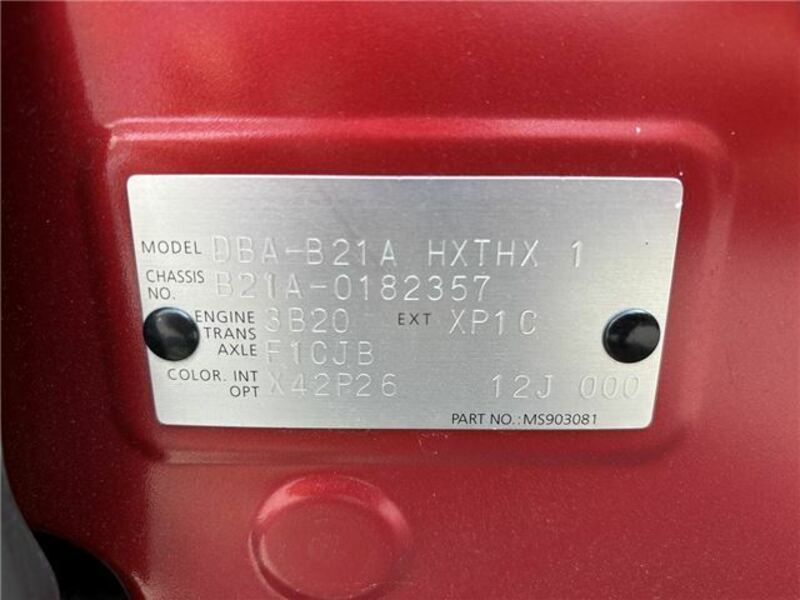 MODEL DBA-B21A HXTHX 1
CHASSIS NO. B21A-0182357
ENGINE 3B20 EXT XP1C
TRANS AXLE F1CJB
COLOR. INT OPT X42P26 12J 000
PART NO.:MS903081